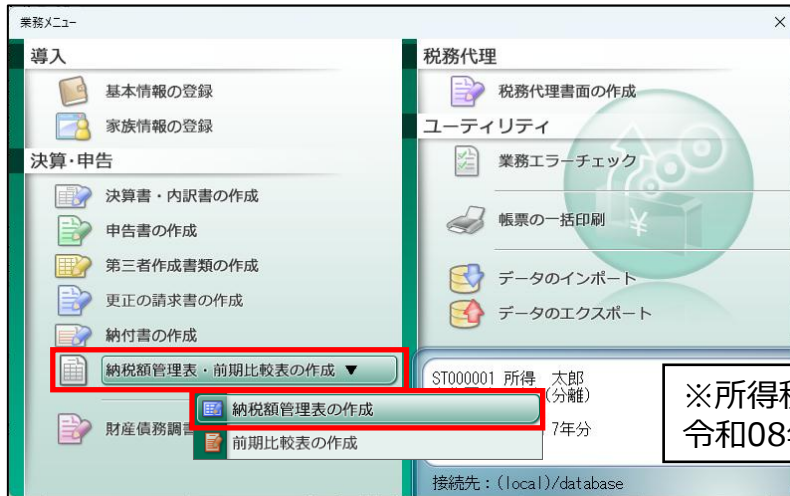 業務メニュー
導入
基本情報の登録
家族情報の登録
決算・申告
決算書・内訳書の作成
申告書の作成
第三者作成書類の作成
更正の請求書の作成
納付書の作成
納税額管理表・前期比較表の作成 ▼
納税額管理表の作成
前期比較表の作成
財産債務調書
税務代理
税務代理書面の作成
ユーティリティ
業務エラーチェック
帳票の一括印刷
データのインポート
データのエクスポート
ST000001 所得 太郎
(分離)
7年分
接続先：(local)/database
※所得税
令和08年